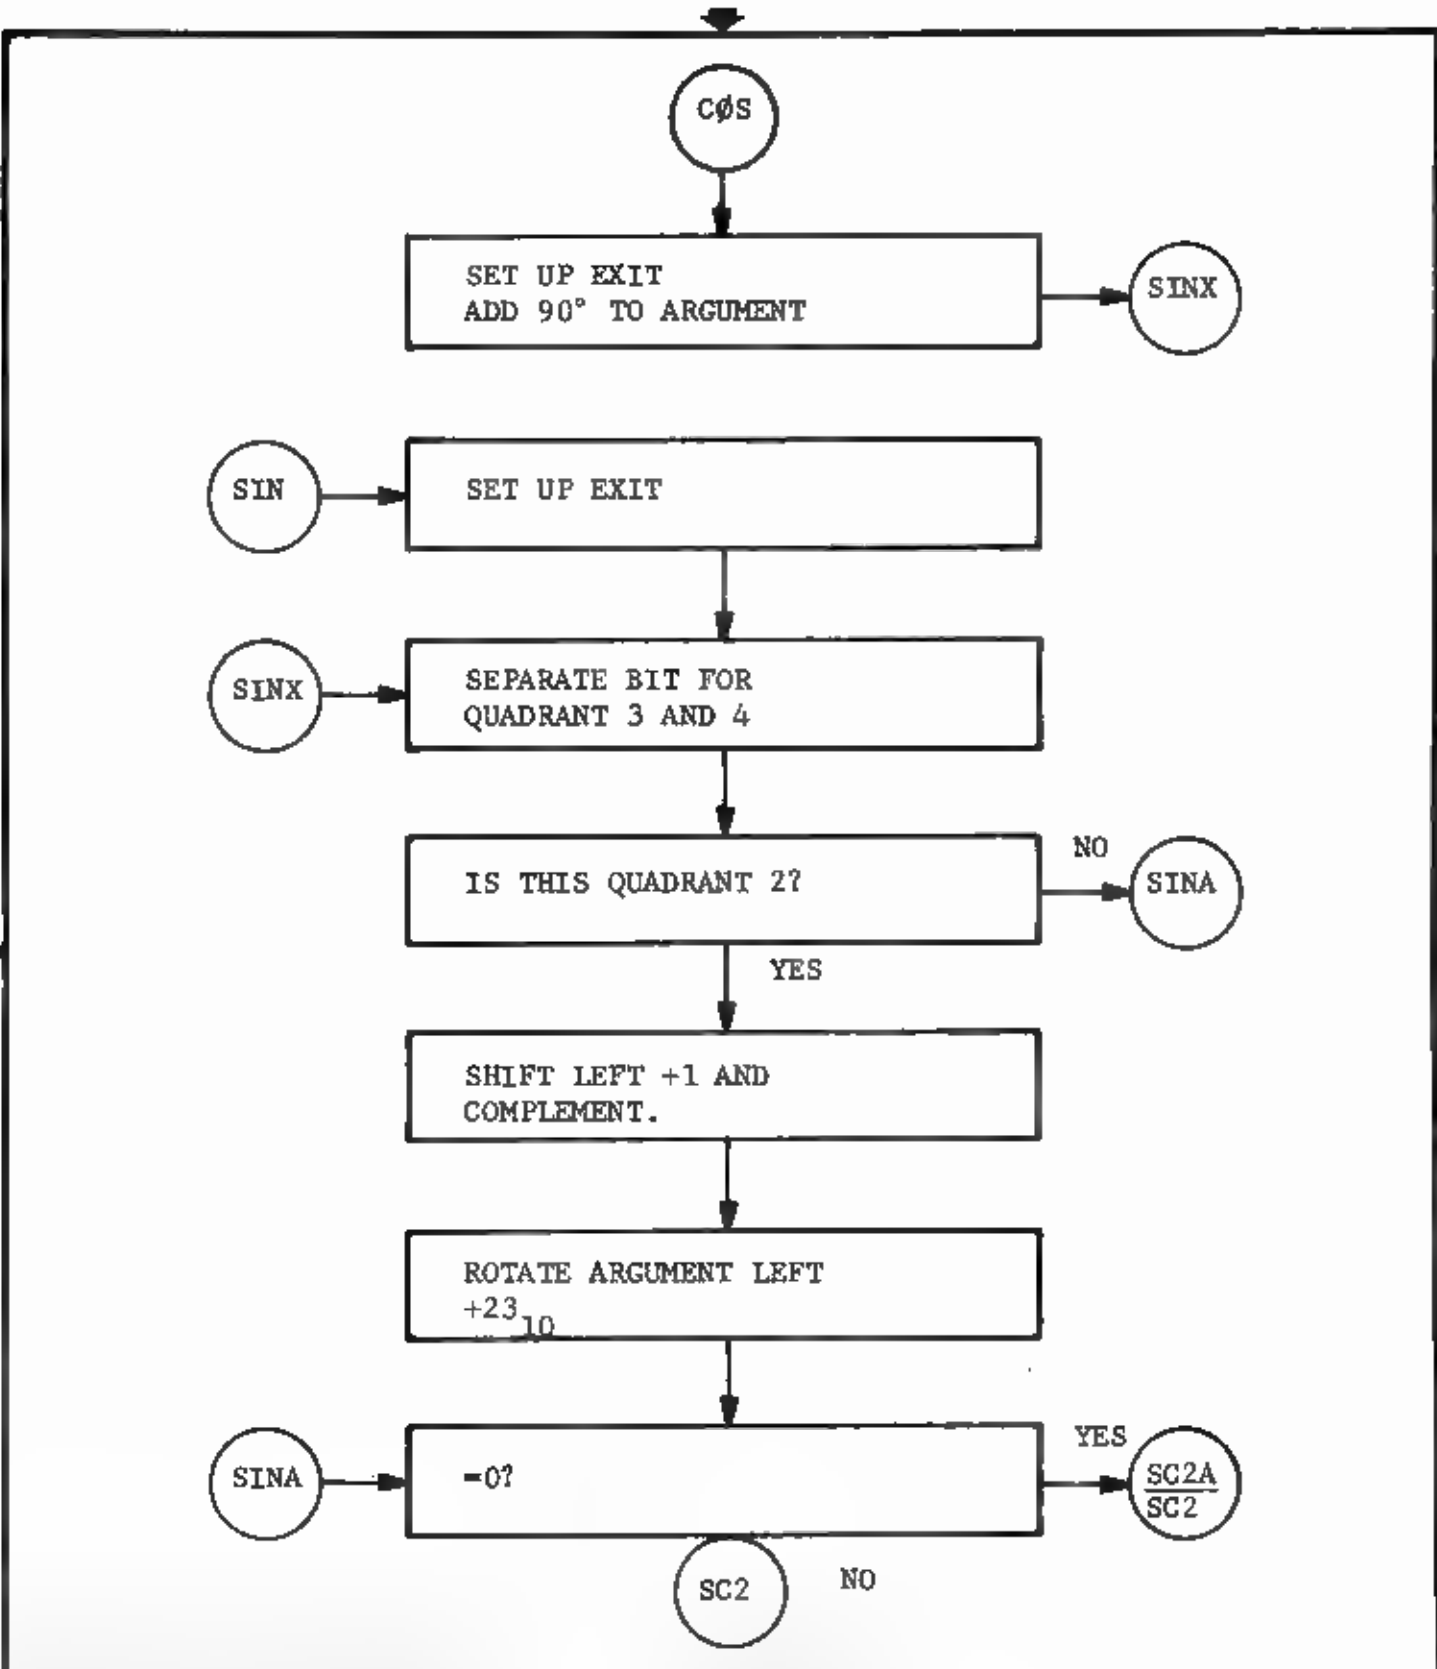 CØS
SET UP EXIT
ADD 90° TO ARGUMENT
SINX
SIN
SET UP EXIT
SINX
SEPARATE BIT FOR
QUADRANT 3 AND 4
IS THIS QUADRANT 2?
NO
SINA
YES
SHIFT LEFT +1 AND
COMPLEMENT.
ROTATE ARGUMENT LEFT
+23₁₀
SINA
=0?
YES
SC2A
SC2
SC2
NO